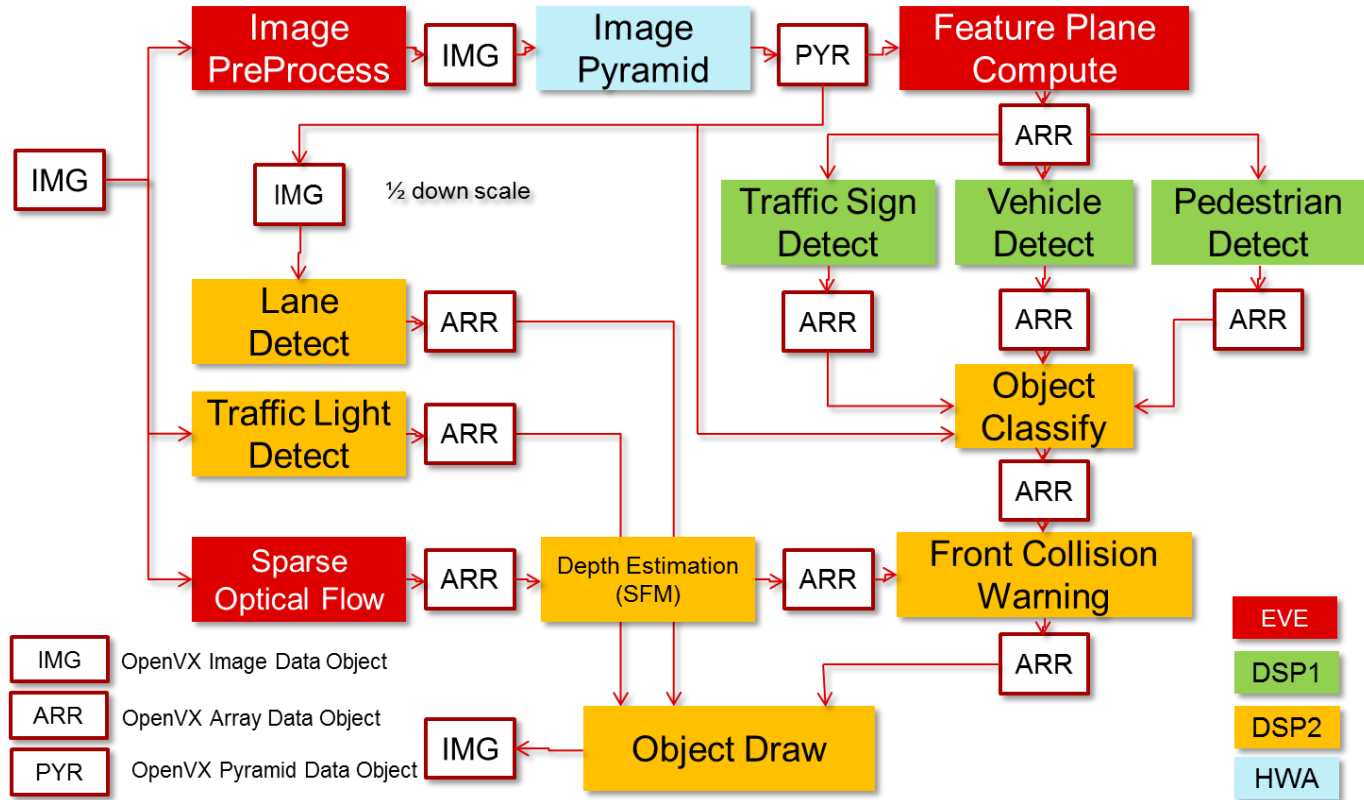 Image
PreProcess
IMG
Image
Pyramid
PYR
Feature Plane
Compute
ARR
IMG
IMG
½ down scale
Traffic Sign
Detect
Vehicle
Detect
Pedestrian
Detect
Lane
Detect
ARR
ARR
ARR
ARR
Traffic Light
Detect
ARR
Object
Classify
ARR
Sparse
Optical Flow
ARR
Depth Estimation
(SFM)
ARR
Front Collision
Warning
ARR
IMG
OpenVX Image Data Object
ARR
OpenVX Array Data Object
PYR
OpenVX Pyramid Data Object
IMG
Object Draw
EVE
DSP1
DSP2
HWA